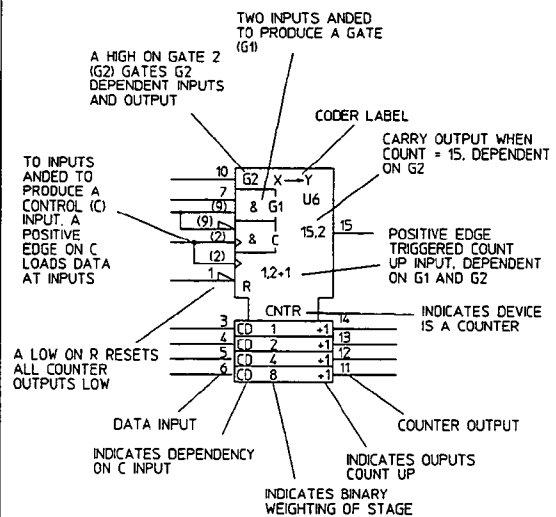 TWO INPUTS ANDED
TO PRODUCE A GATE
(G1)
A HIGH ON GATE 2
(G2) GATES G2
DEPENDENT INPUTS
AND OUTPUT
CODER LABEL
CARRY OUTPUT WHEN
COUNT = 15, DEPENDENT
ON G2
TO INPUTS
ANDED TO
PRODUCE A
CONTROL (C)
INPUT. A
POSITIVE
EDGE ON C
LOADS DATA
AT INPUTS
10 G2 X→Y
U6
7
(9) & G1
(9)
15,2 15
(2) & C
(2)
1,2+1
1 R
POSITIVE EDGE
TRIGGERED COUNT
UP INPUT, DEPENDENT
ON G1 AND G2
CNTR
INDICATES DEVICE
IS A COUNTER
3 CD 1 +1 14
4 CD 2 +1 13
5 CD 4 +1 12
6 CD 8 +1 11
A LOW ON R RESETS
ALL COUNTER
OUTPUTS LOW
DATA INPUT
COUNTER OUTPUT
INDICATES DEPENDENCY
ON C INPUT
INDICATES OUPUTS
COUNT UP
INDICATES BINARY
WEIGHTING OF STAGE